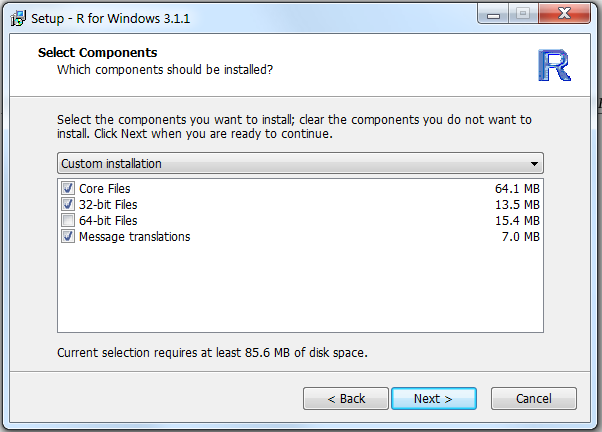 Setup - R for Windows 3.1.1
Select Components
Which components should be installed?
R
Select the components you want to install; clear the components you do not want to
install. Click Next when you are ready to continue.
Custom installation
Core Files 64.1 MB
32-bit Files 13.5 MB
64-bit Files 15.4 MB
Message translations 7.0 MB
Current selection requires at least 85.6 MB of disk space.
< Back Next > Cancel